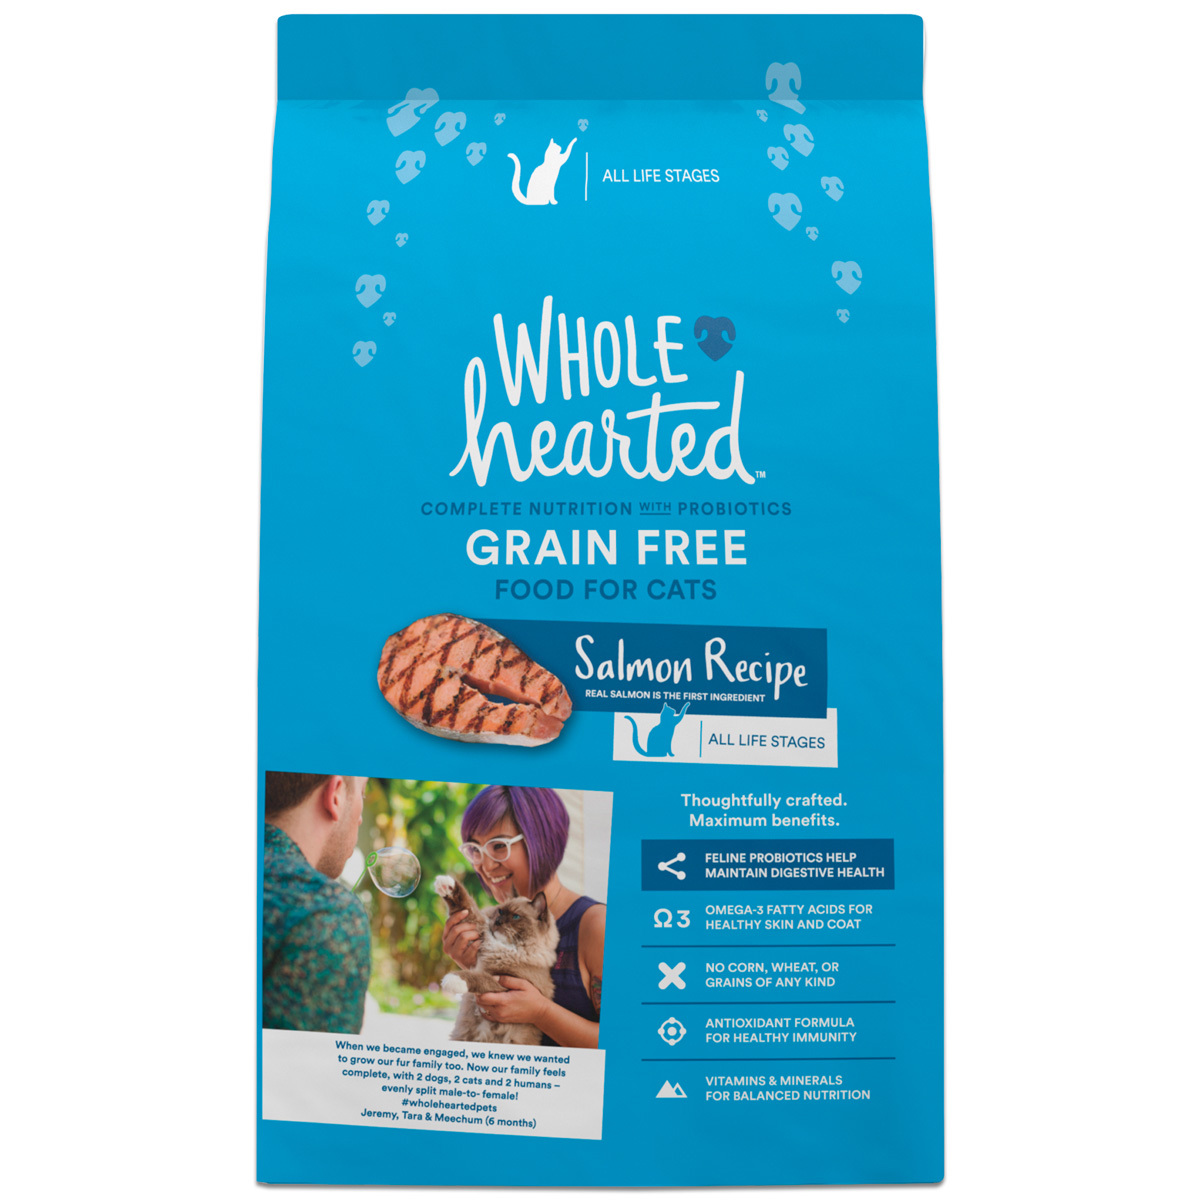 ALL LIFE STAGES
WHOLE
hearted™
COMPLETE NUTRITION WITH PROBIOTICS
GRAIN FREE
FOOD FOR CATS
Salmon Recipe
REAL SALMON IS THE FIRST INGREDIENT
ALL LIFE STAGES
Thoughtfully crafted.
Maximum benefits.
FELINE PROBIOTICS HELP
MAINTAIN DIGESTIVE HEALTH
Ω3
OMEGA-3 FATTY ACIDS FOR
HEALTHY SKIN AND COAT
NO CORN, WHEAT, OR
GRAINS OF ANY KIND
ANTIOXIDANT FORMULA
FOR HEALTHY IMMUNITY
VITAMINS & MINERALS
FOR BALANCED NUTRITION
When we became engaged, we knew we wanted
to grow our fur family too. Now our family feels
complete, with 2 dogs, 2 cats and 2 humans –
evenly split male-to- female!
#wholeheartedpets
Jeremy, Tara & Meechum (6 months)